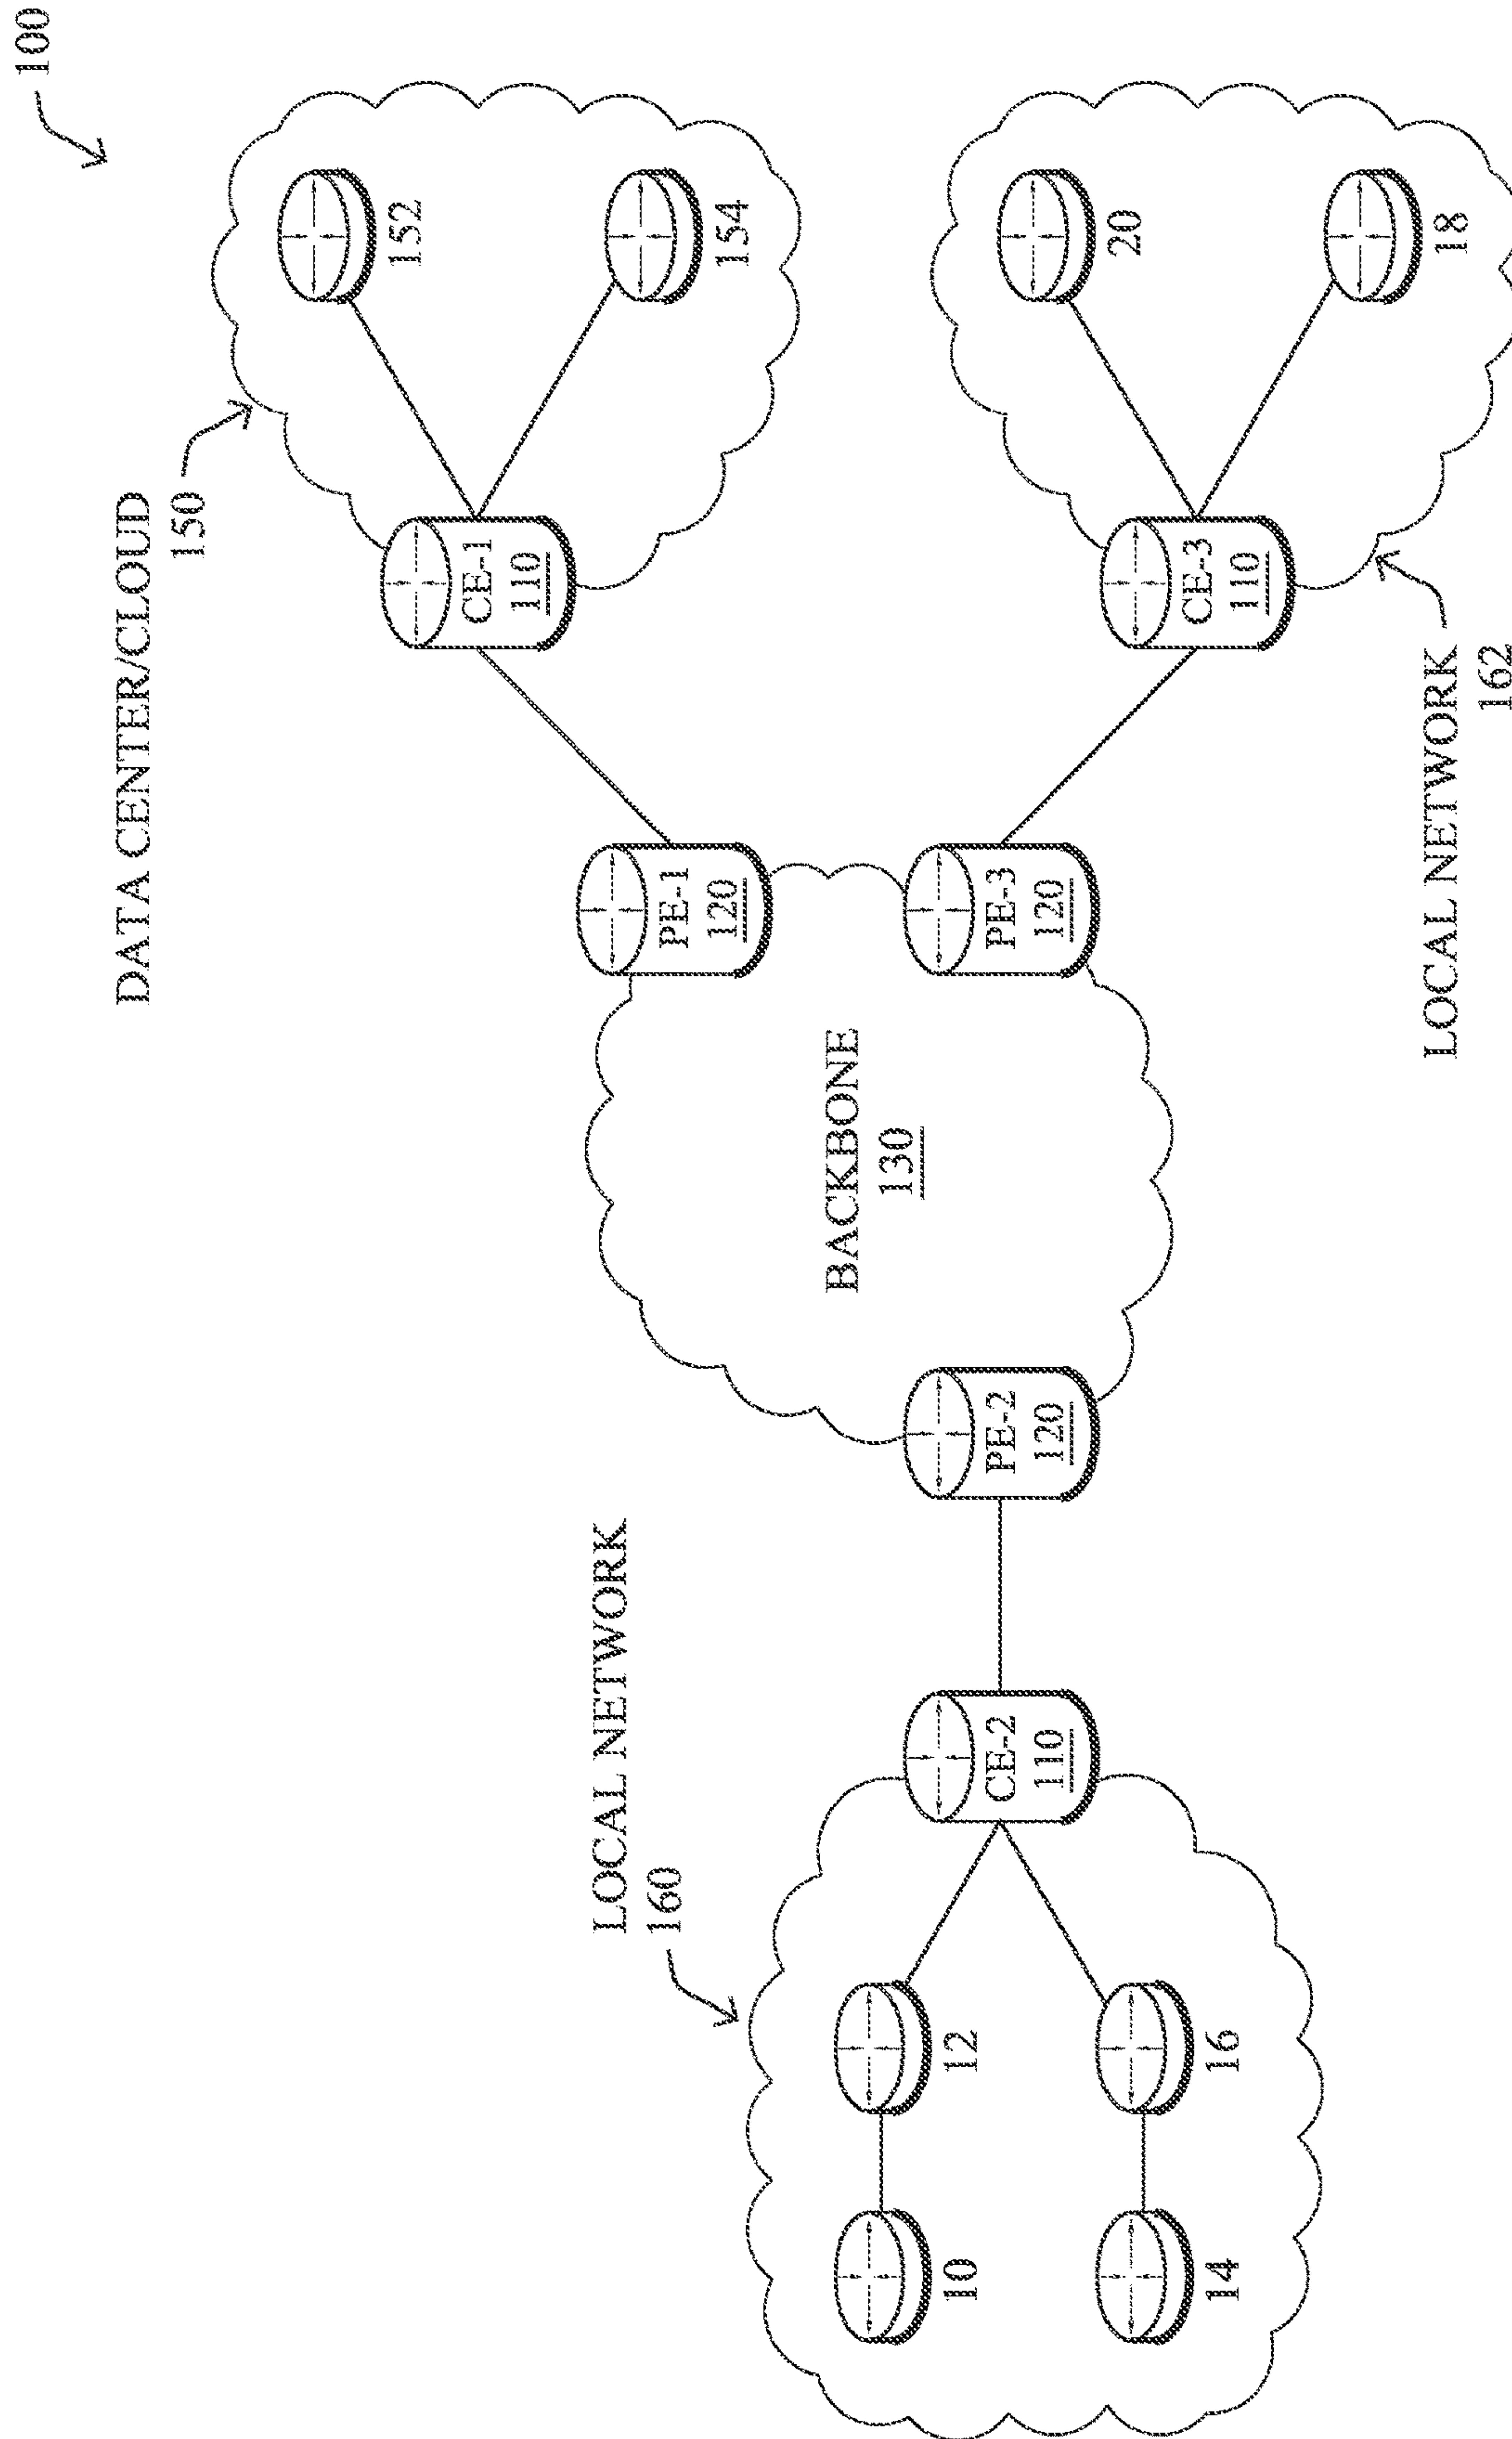 100
DATA CENTER/CLOUD
150
152
154
CE-1
110
PE-1
120
BACKBONE
130
PE-3
120
PE-2
120
LOCAL NETWORK
160
CE-2
110
12
10
16
14
CE-3
110
20
18
LOCAL NETWORK
162